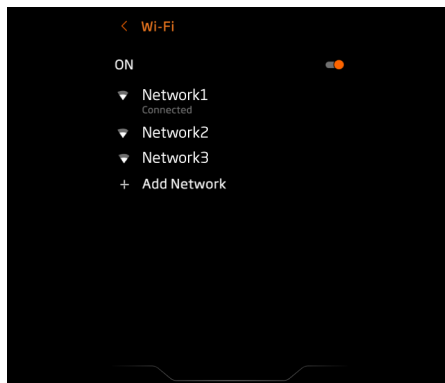 Wi-Fi
ON
Network1
Connected
Network2
Network3
+ Add Network